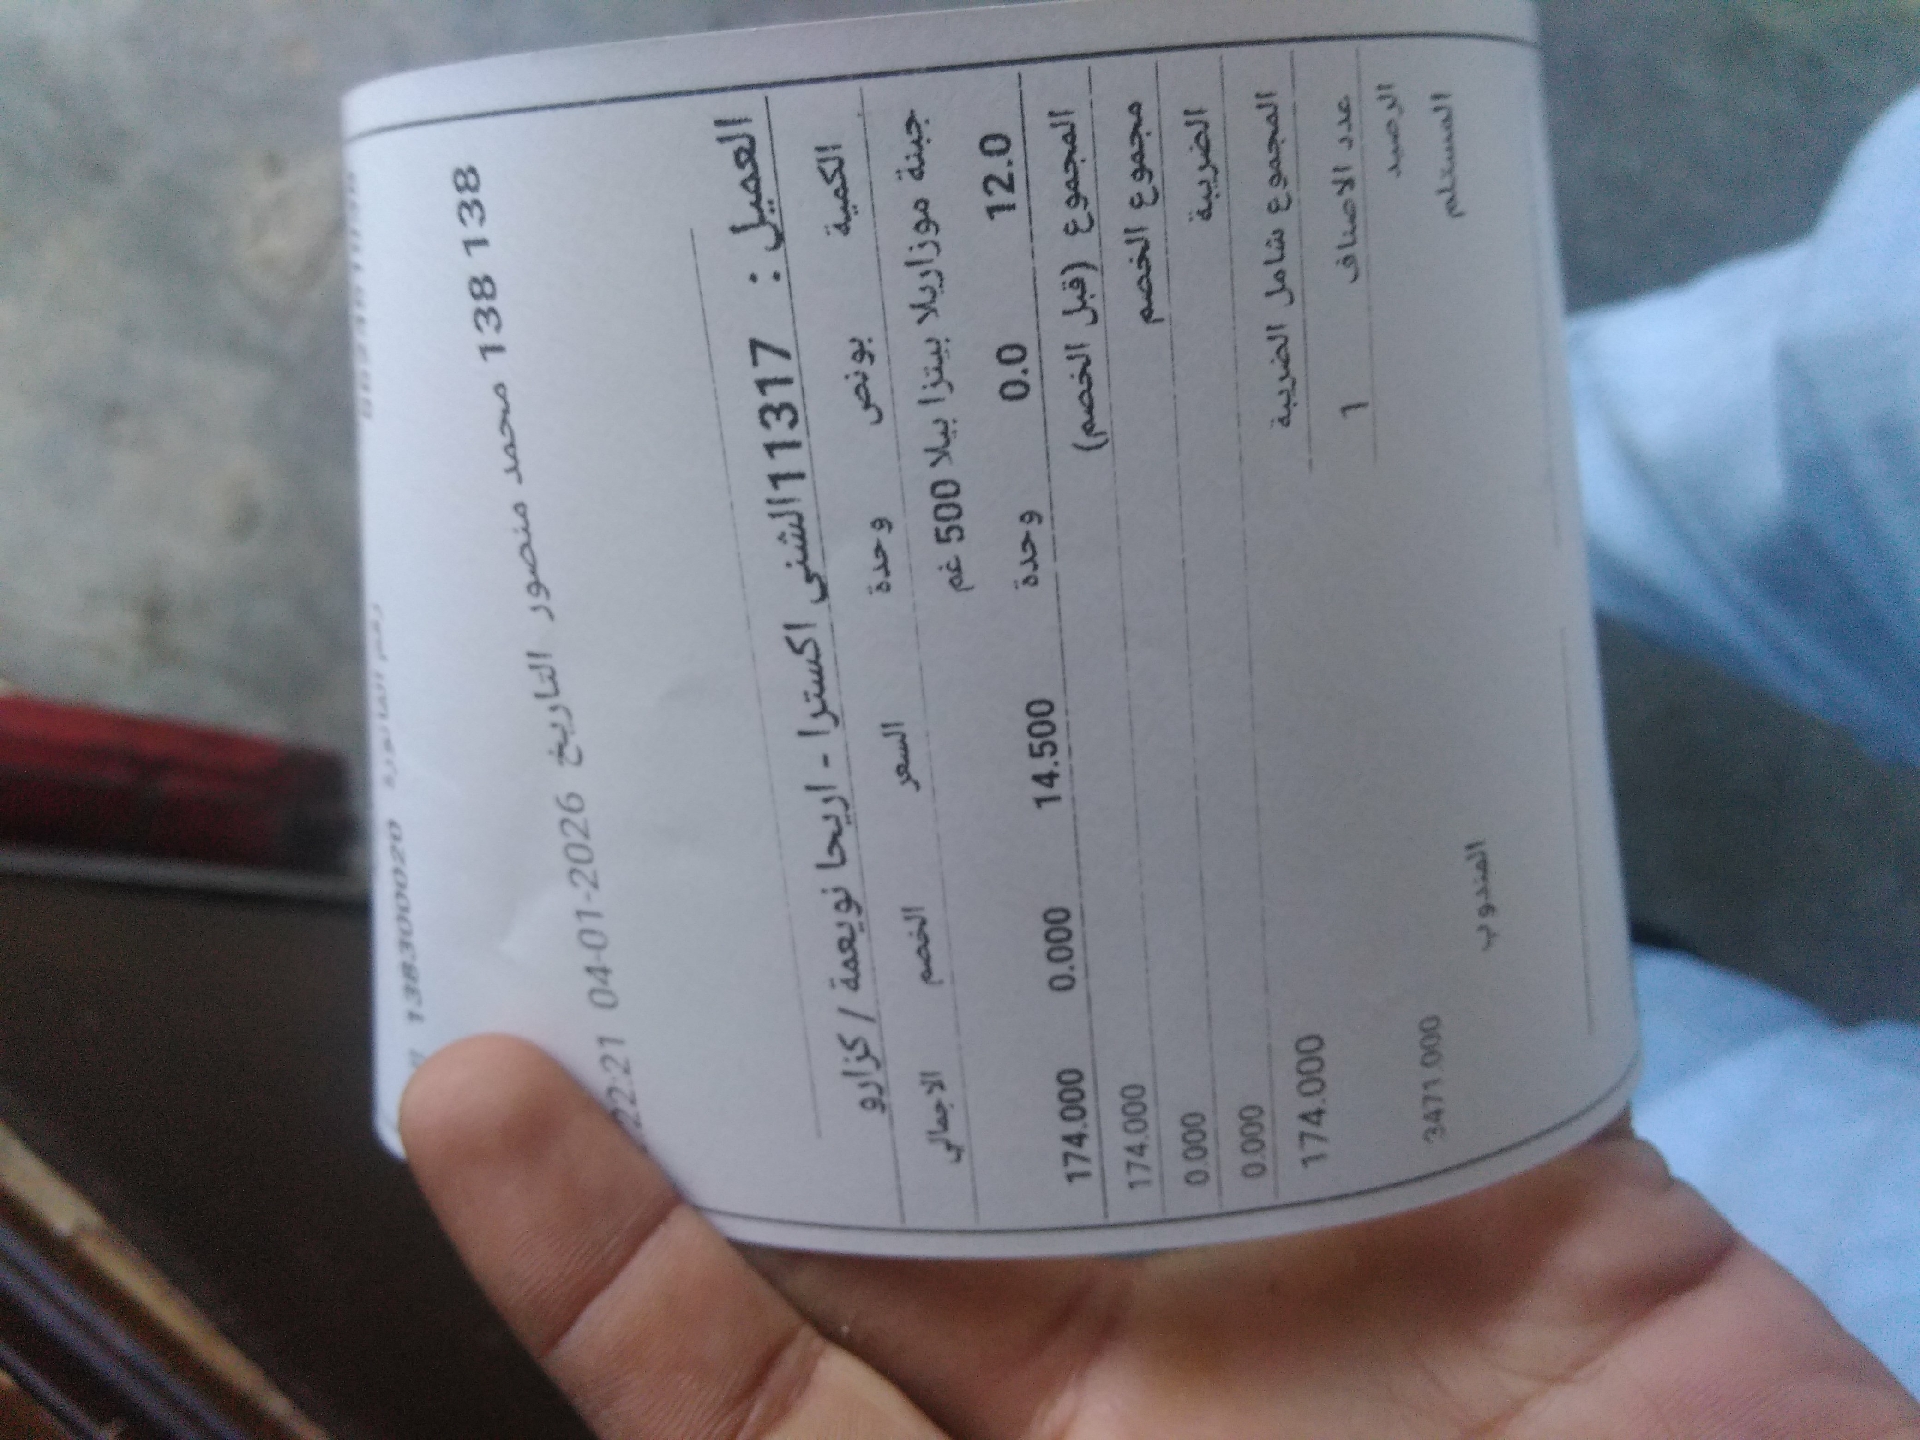 رقم الفاتورة 138300020
138 138 محمد منصور التاريخ 04-01-2026 22:21
العميل : 11317الشني اكسترا - اريحا نويعمة / كزارو
الكمية بونص وحدة السعر الخصم الاجمالي
جبنة موزاريلا بيتزا بيلا 500 غم
12.0 0.0 وحدة 14.500 0.000 174.000
المجموع (قبل الخصم) 174.000
مجموع الخصم 0.000
الضريبة 0.000
المجموع شامل الضريبة 174.000
عدد الاصناف 1
الرصيد 3471.000
المستلم المندوب